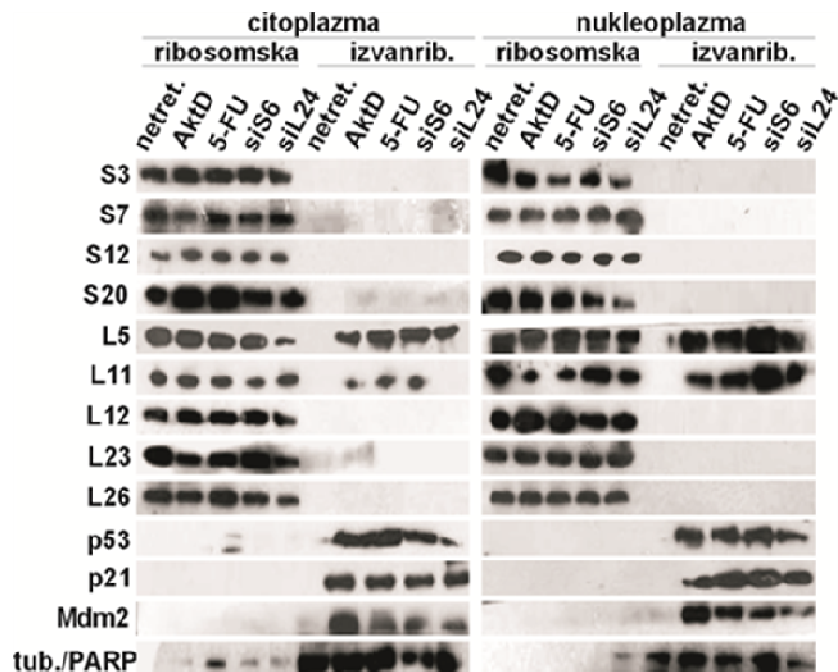 citoplazma nukleoplazma
ribosomska izvanrib. ribosomska izvanrib.
netret. AktD 5-FU siS6 siL24 netret. AktD 5-FU siS6 siL24 netret. AktD 5-FU siS6 siL24 netret. AktD 5-FU siS6 siL24
S3
S7
S12
S20
L5
L11
L12
L23
L26
p53
p21
Mdm2
tub./PARP